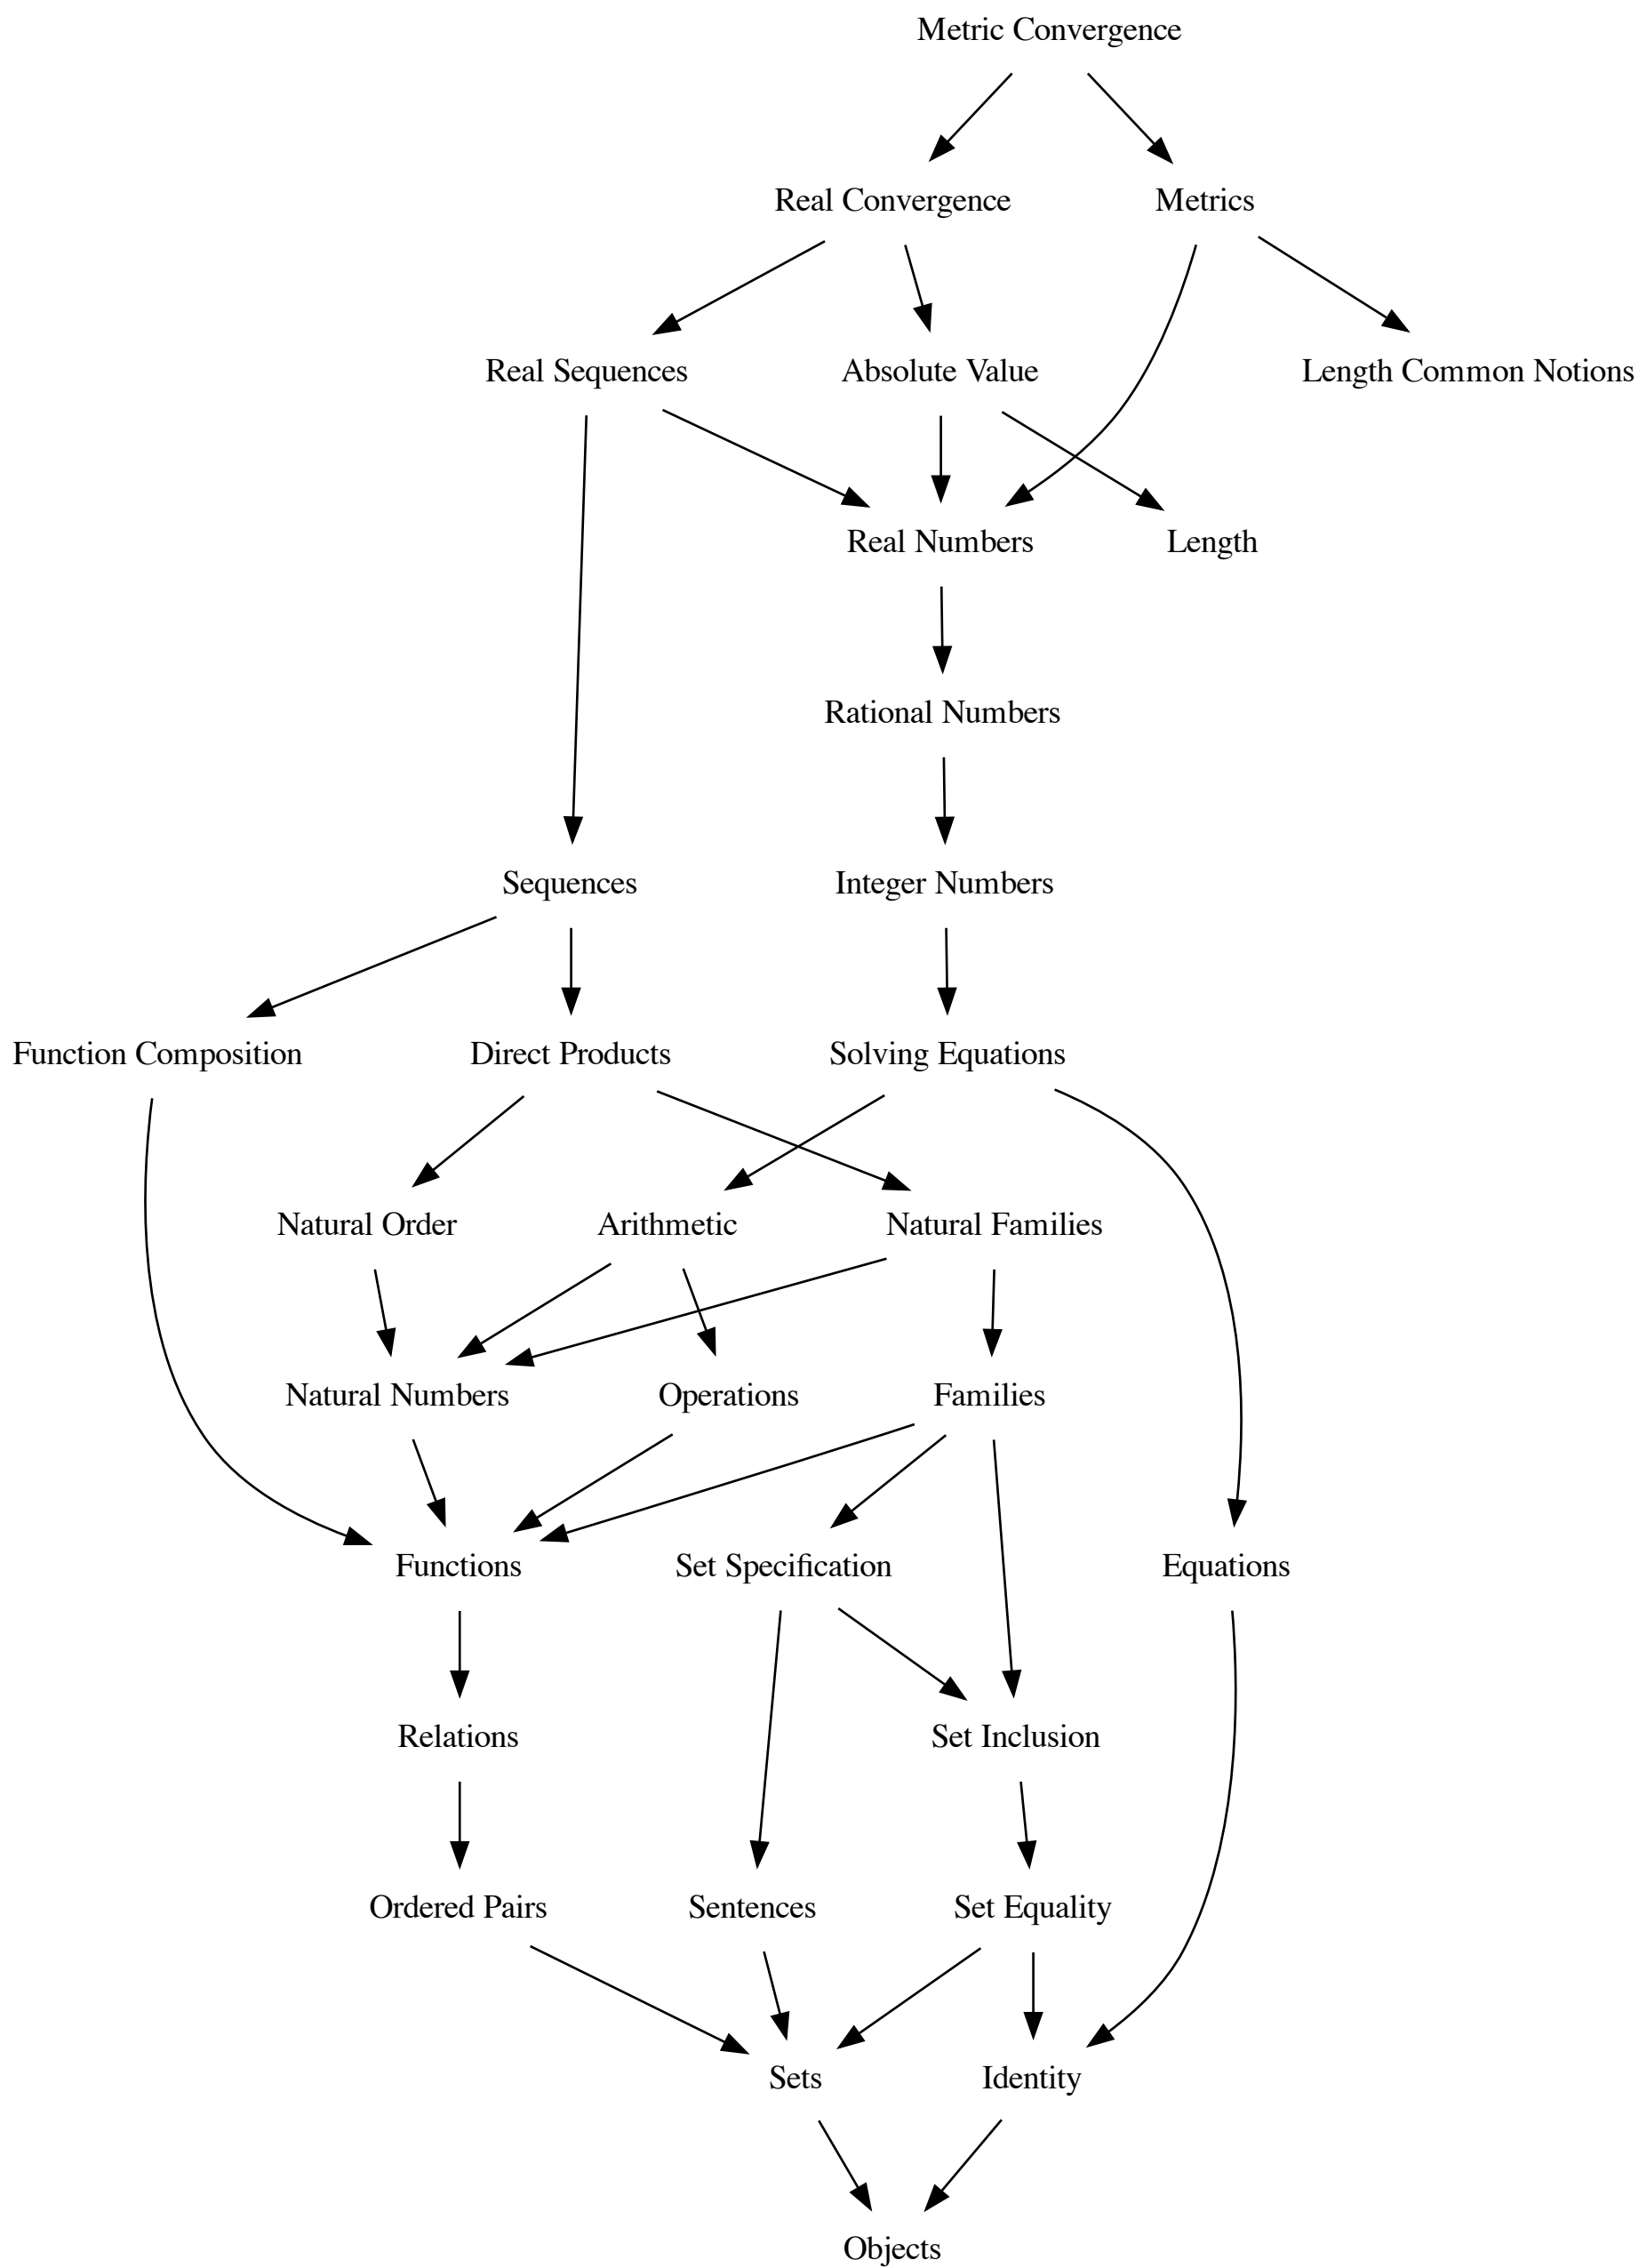 Metric Convergence
Real Convergence
Metrics
Real Sequences
Absolute Value
Length Common Notions
Real Numbers
Length
Rational Numbers
Sequences
Integer Numbers
Function Composition
Direct Products
Solving Equations
Natural Order
Arithmetic
Natural Families
Natural Numbers
Operations
Families
Functions
Set Specification
Equations
Relations
Set Inclusion
Ordered Pairs
Sentences
Set Equality
Sets
Identity
Objects